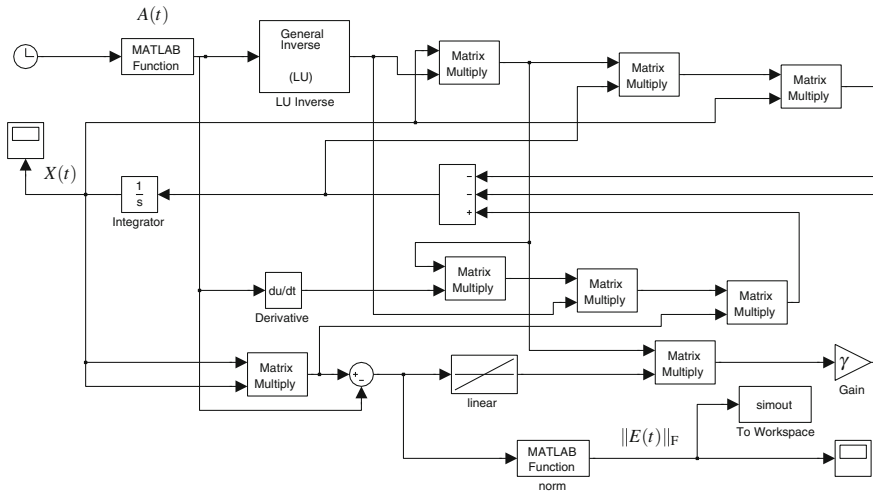 A(t)
MATLAB
Function
General
Inverse
(LU)
LU Inverse
Matrix
Multiply
Matrix
Multiply
Matrix
Multiply
X(t)
1
s
Integrator
−
−
+
du/dt
Derivative
Matrix
Multiply
Matrix
Multiply
Matrix
Multiply
Matrix
Multiply
+
−
linear
Matrix
Multiply
γ
Gain
simout
To Workspace
MATLAB
Function
norm
||E(t)||F